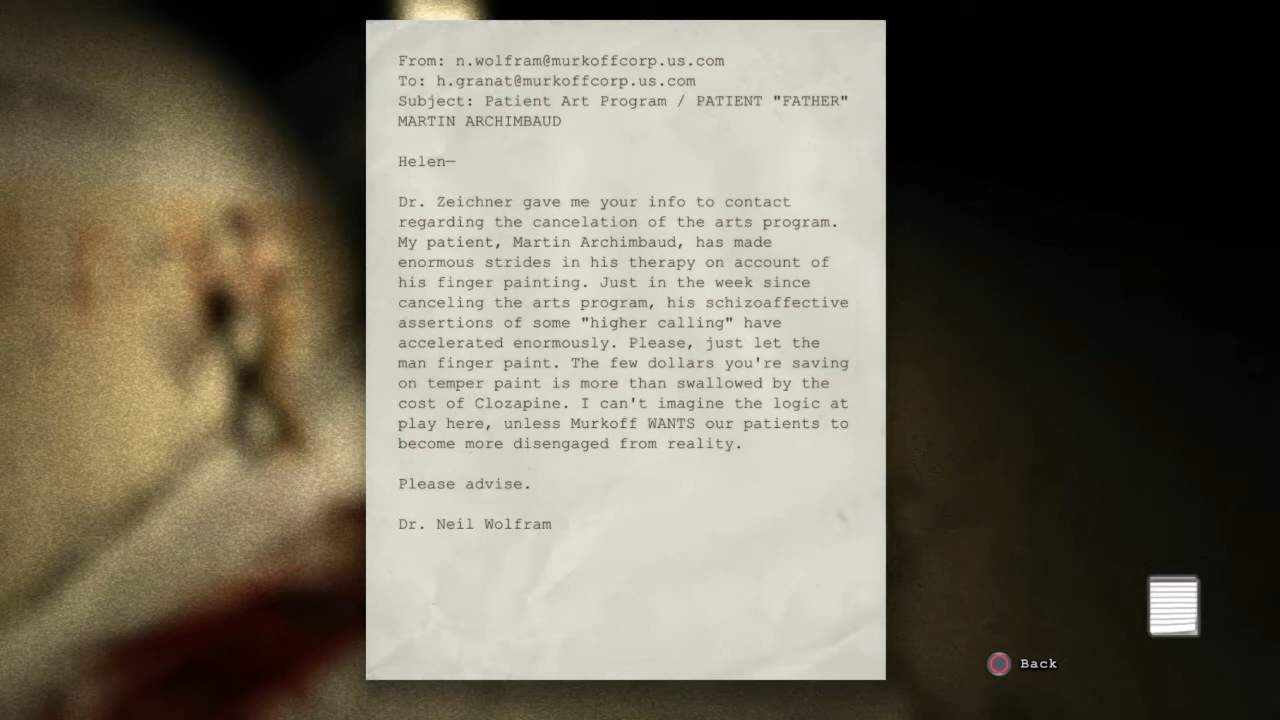 From: n.wolfram@murkoffcorp.us.com
To: h.granat@murkoffcorp.us.com
Subject: Patient Art Program / PATIENT "FATHER"
MARTIN ARCHIMBAUD
Helen—
Dr. Zeichner gave me your info to contact
regarding the cancelation of the arts program.
My patient, Martin Archimbaud, has made
enormous strides in his therapy on account of
his finger painting. Just in the week since
canceling the arts program, his schizoaffective
assertions of some "higher calling" have
accelerated enormously. Please, just let the
man finger paint. The few dollars you're saving
on temper paint is more than swallowed by the
cost of Clozapine. I can't imagine the logic at
play here, unless Murkoff WANTS our patients to
become more disengaged from reality.
Please advise.
Dr. Neil Wolfram
Back